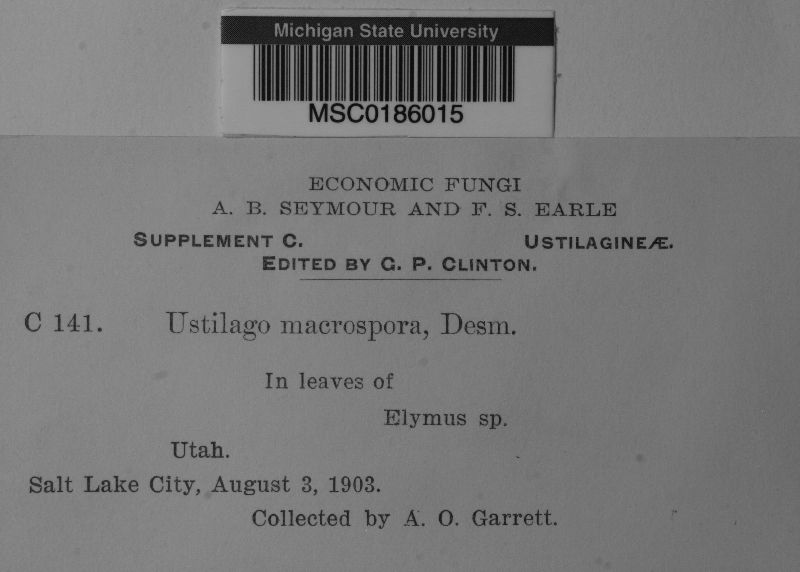 Michigan State University
MSC0186015
ECONOMIC FUNGI
A. B. SEYMOUR AND F. S. EARLE
SUPPLEMENT C. USTILAGINEÆ.
EDITED BY G. P. CLINTON.
C 141. Ustilago macrospora, Desm.
In leaves of
Elymus sp.
Utah.
Salt Lake City, August 3, 1903.
Collected by A. O. Garrett.